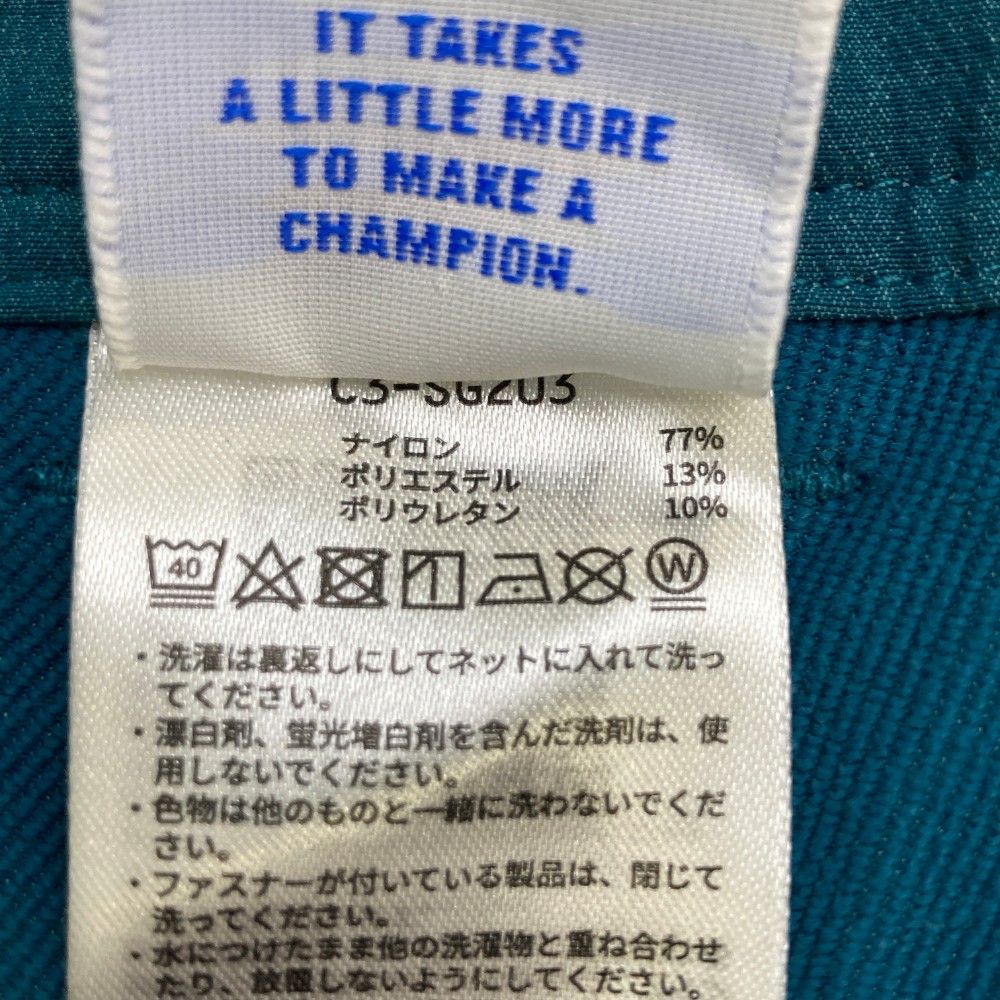 IT TAKES
A LITTLE MORE
TO MAKE A
CHAMPION.
C3-SG203
ナイロン 77%
ポリエステル 13%
ポリウレタン 10%
40 W
・洗濯は裏返しにしてネットに入れて洗っ
てください。
・漂白剤、蛍光増白剤を含んだ洗剤は、使
用しないでください。
・色物は他のものと一緒に洗わないでくだ
さい。
・ファスナーが付いている製品は、閉じて
洗ってください。
・水につけたまま他の洗濯物と重ね合わせ
たり、放置しないようにしてください。